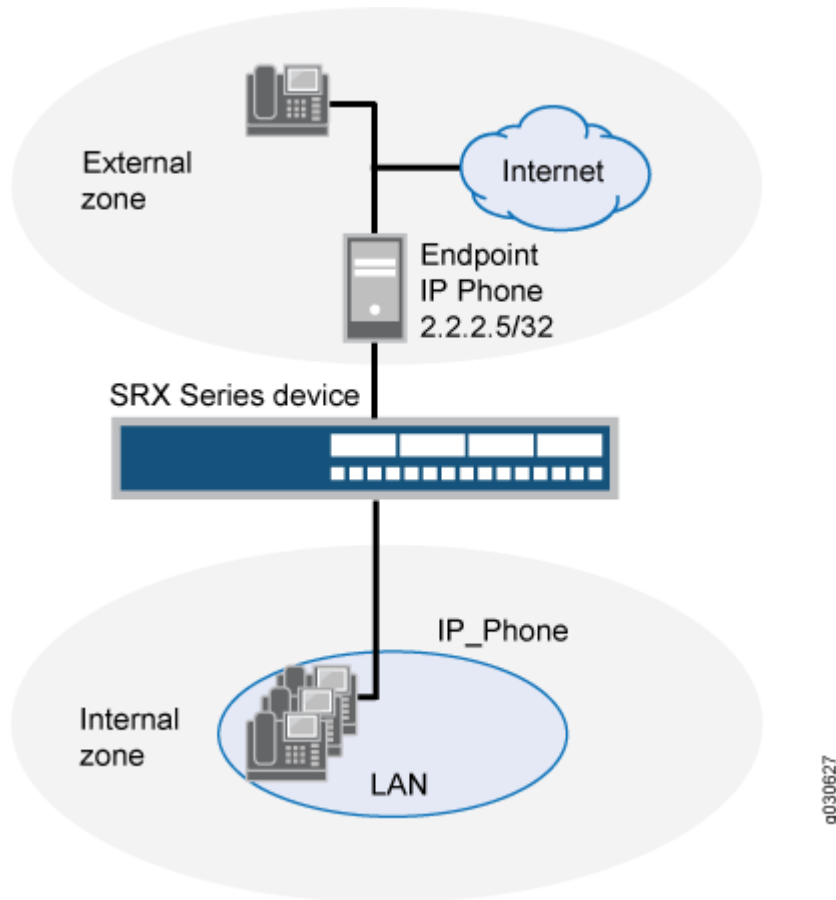 External
zone
Internet
Endpoint
IP Phone
2.2.2.5/32
SRX Series device
IP_Phone
Internal
zone
LAN
g030627